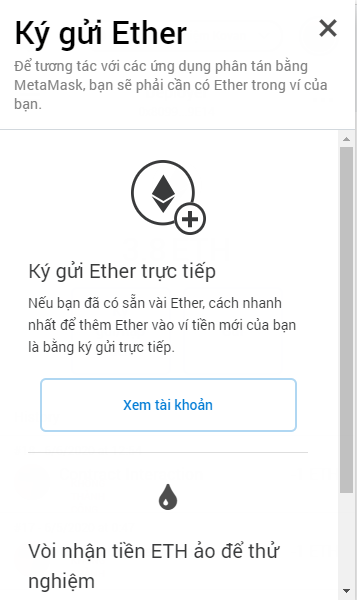 Ký gửi Ether
Để tương tác với các ứng dụng phân tán bằng
MetaMask, bạn sẽ phải cần có Ether trong ví của
bạn.
Ký gửi Ether trực tiếp
Nếu bạn đã có sẵn vài Ether, cách nhanh
nhất để thêm Ether vào ví tiền mới của bạn
là bằng ký gửi trực tiếp.
Xem tài khoản
Vòi nhận tiền ETH ảo để thử
nghiệm